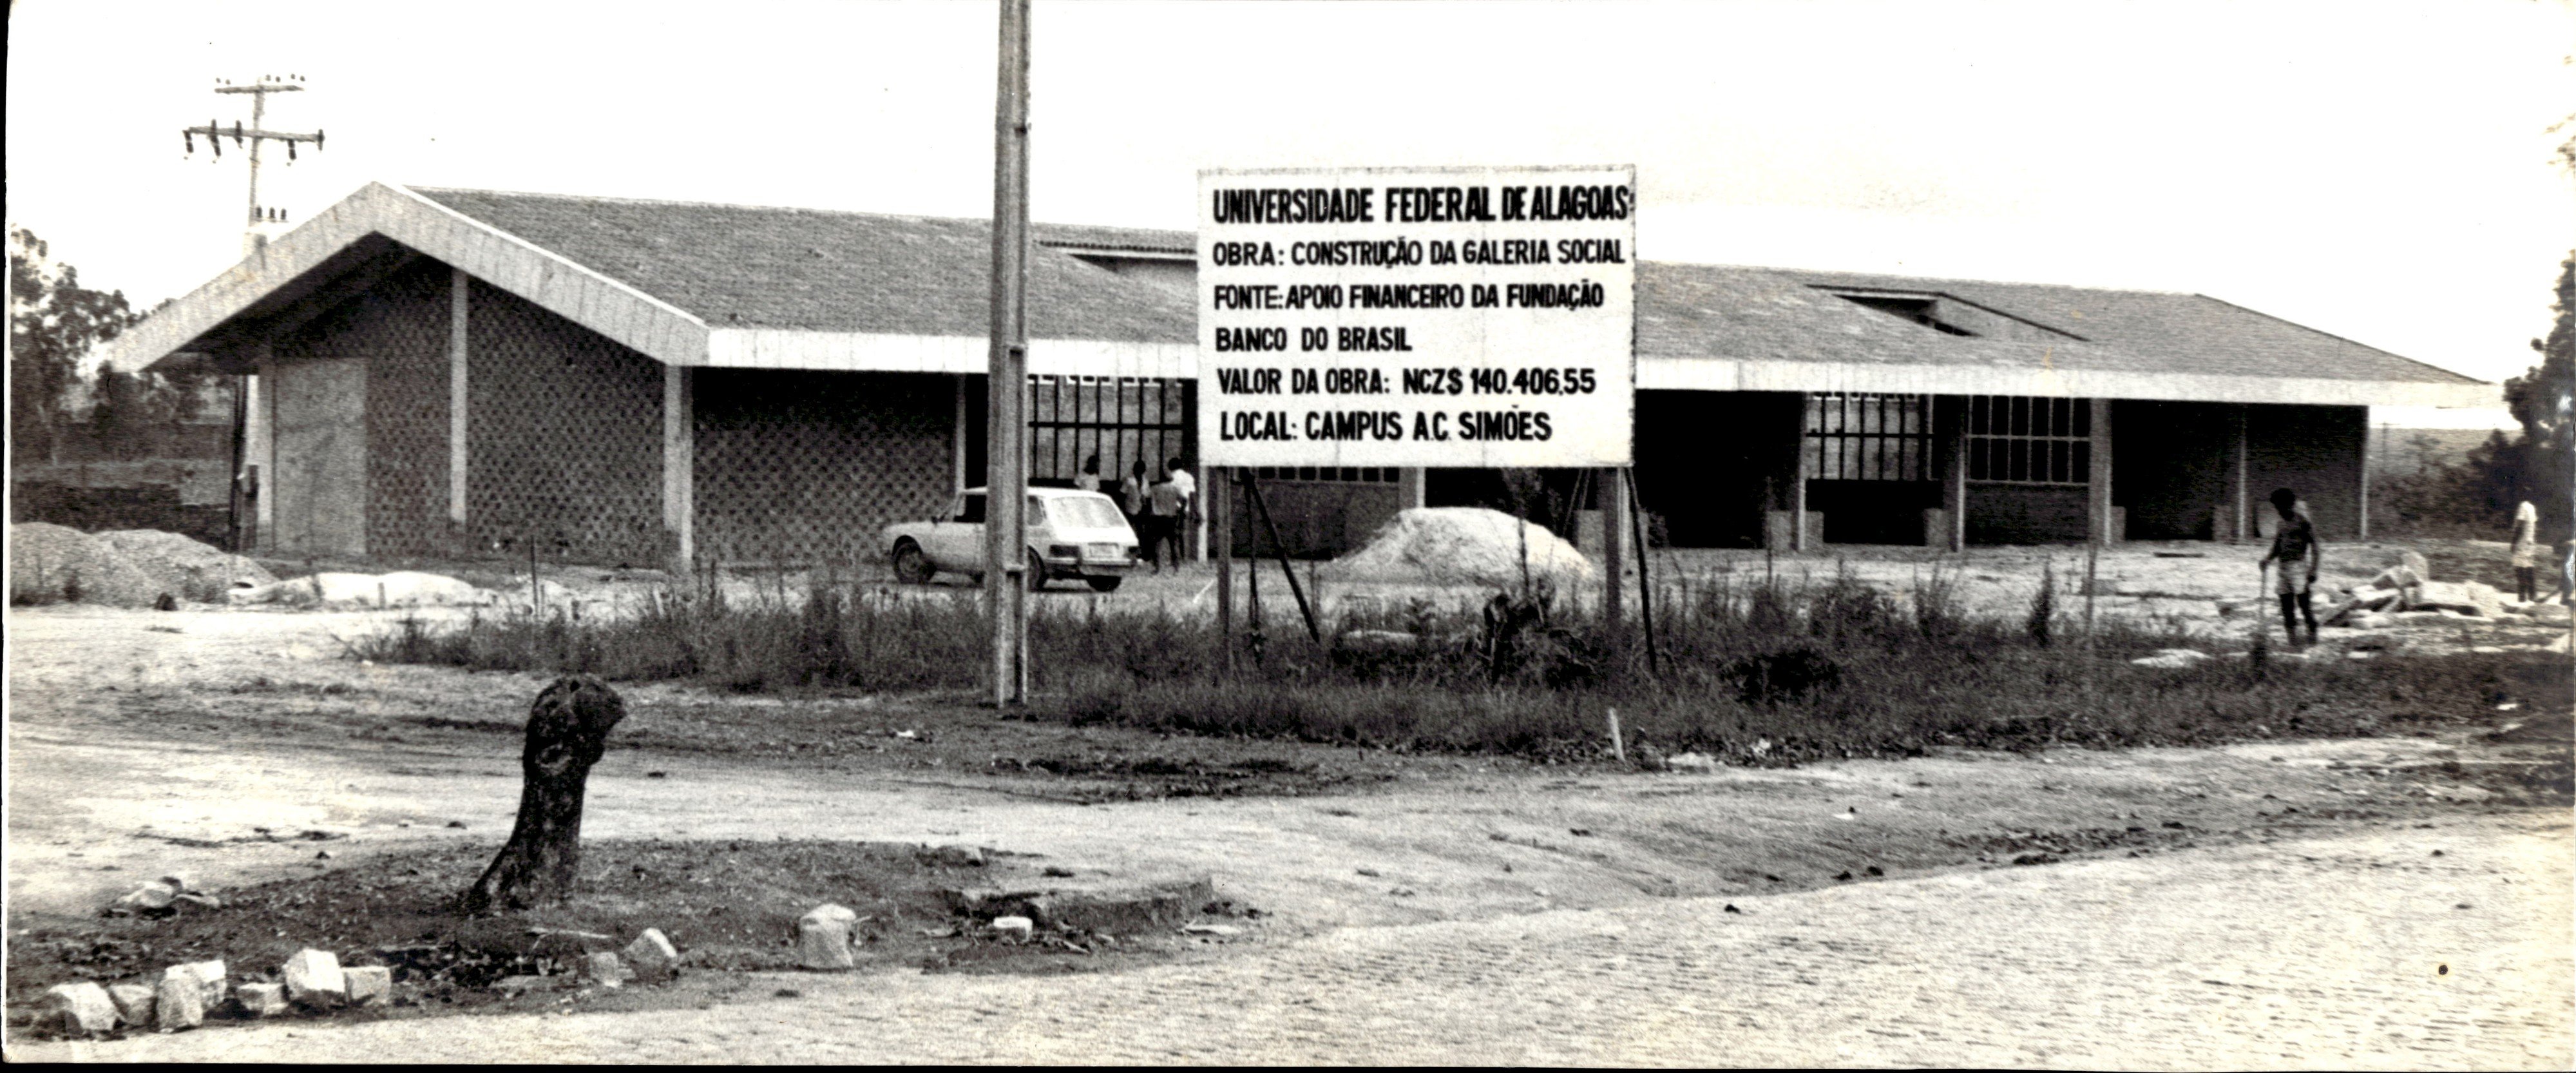 UNIVERSIDADE FEDERAL DE ALAGOAS
OBRA: CONSTRUÇÃO DA GALERIA SOCIAL
FONTE: APOIO FINANCEIRO DA FUNDAÇÃO
BANCO DO BRASIL
VALOR DA OBRA: NCZ$ 140.406,55
LOCAL: CAMPUS A.C. SIMÕES